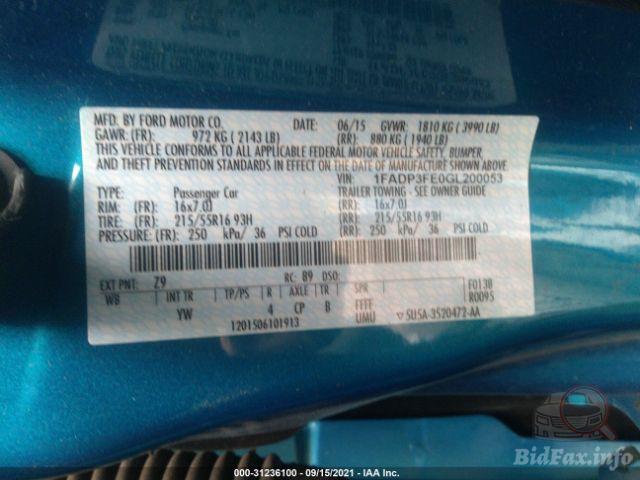 MFD. BY FORD MOTOR CO. DATE: 06/15 GVWR: 1810 KG ( 3990 LB)
GAWR: (FR): 972 KG ( 2143 LB) (RR): 880 KG ( 1940 LB)
THIS VEHICLE CONFORMS TO ALL APPLICABLE FEDERAL MOTOR VEHICLE SAFETY, BUMPER,
AND THEFT PREVENTION STANDARDS IN EFFECT ON THE DATE OF MANUFACTURE SHOWN ABOVE.
VIN: 1FADP3FE0GL200053
TYPE: Passenger Car TRAILER TOWING - SEE OWNER GUIDE
RIM: (FR): 16x7.0J (RR): 16x7.0J
TIRE: (FR): 215/55R16 93H (RR): 215/55R16 93H
PRESSURE: (FR): 250 kPa/ 36 PSI COLD (RR): 250 kPa/ 36 PSI COLD
EXT PNT: Z9 RC: 89 DSO: F0138
WB INT TR TP/PS R AXLE TR SPR R0095
YW 4 CP B FFFF
1201506101913 UMU ▽ 5U5A-3520472-AA
000-31236100 - 09/15/2021 - IAA Inc.
BidFax.info